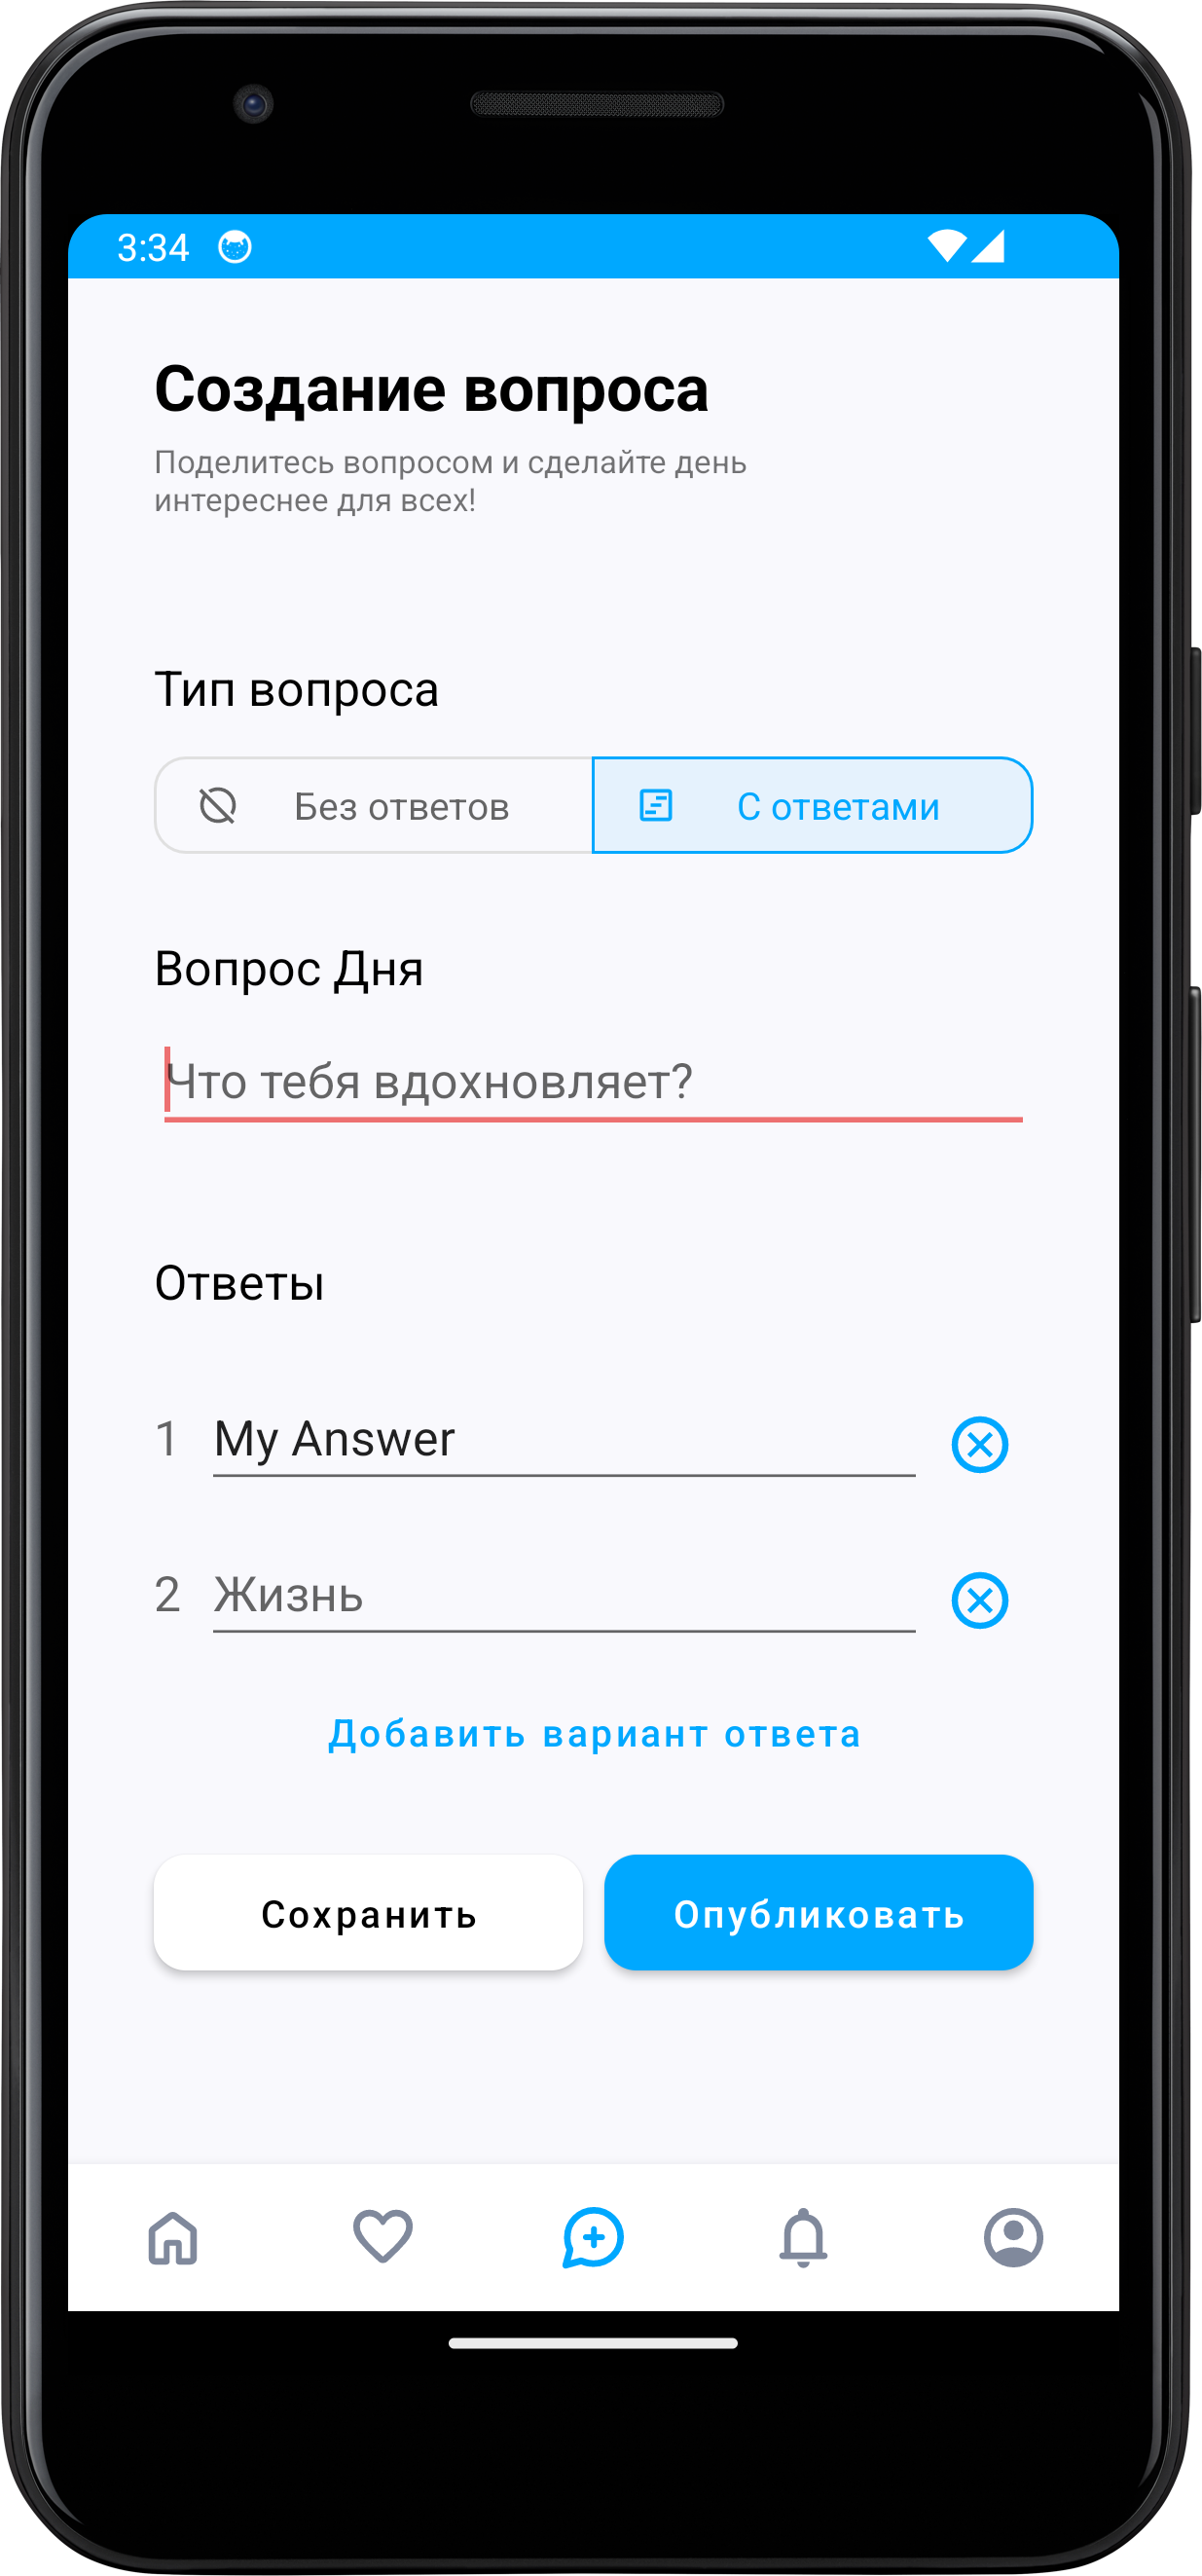 3:34
Создание вопроса
Поделитесь вопросом и сделайте день
интереснее для всех!
Тип вопроса
Без ответов
С ответами
Вопрос Дня
Что тебя вдохновляет?
Ответы
1 My Answer
2 Жизнь
Добавить вариант ответа
Сохранить
Опубликовать